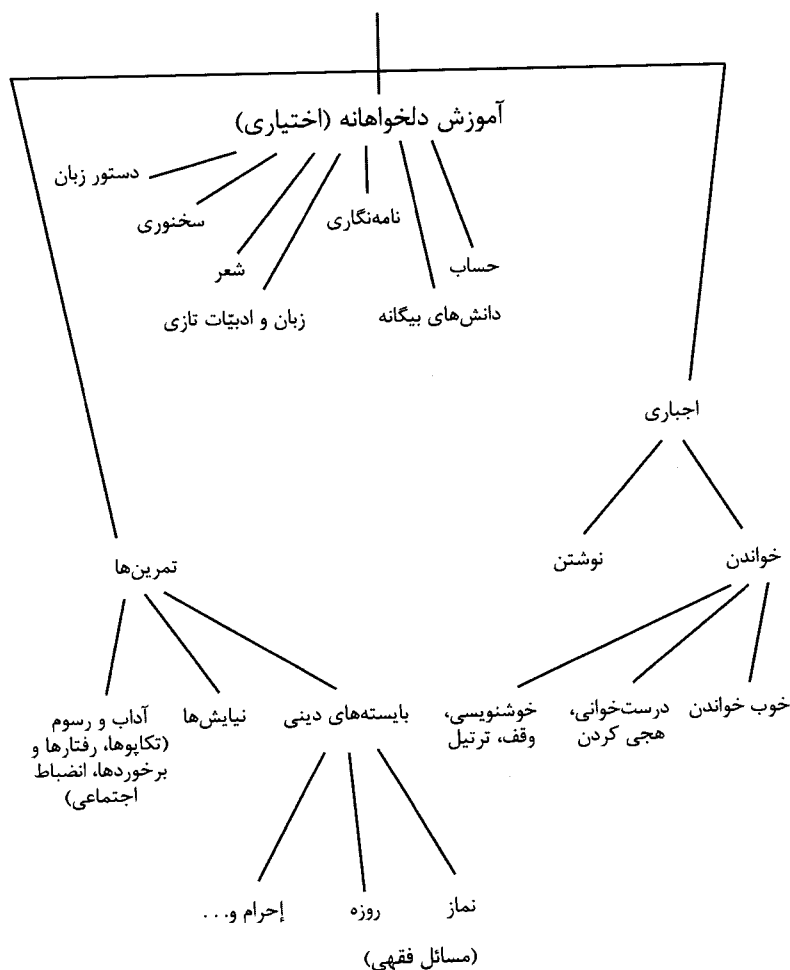 آموزش دلخواهانه (اختیاری)
دستور زبان
سخنوری
نامه‌نگاری
شعر
حساب
زبان و ادبیّات تازی
دانش‌های بیگانه
اجباری
تمرین‌ها
نوشتن
خواندن
خوب خواندن
درست‌خوانی،
هجی کردن
خوشنویسی،
وقف، ترتیل
بایسته‌های دینی
نیایش‌ها
آداب و رسوم
(تکاپوها، رفتارها و
برخوردها، انضباط
اجتماعی)
نماز
روزه
إحرام و...
(مسائل فقهی)